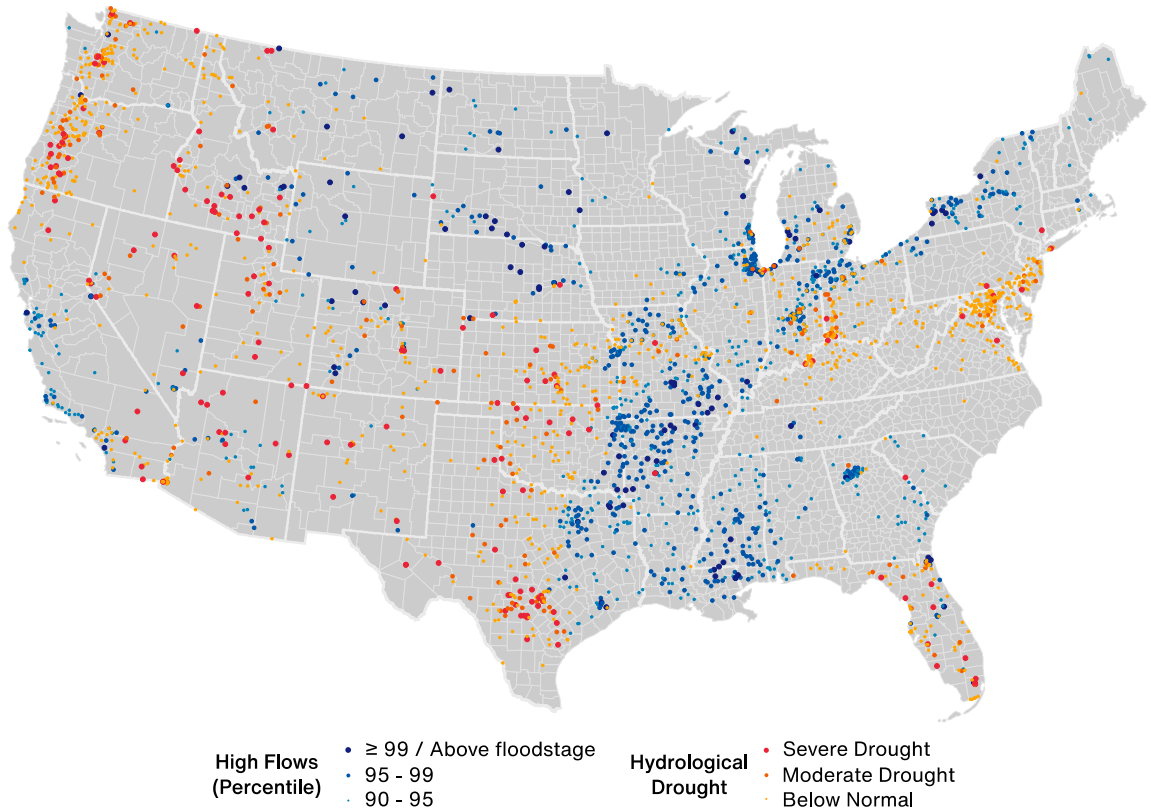 High Flows
(Percentile)
≥ 99 / Above floodstage
95 - 99
90 - 95
Hydrological
Drought
Severe Drought
Moderate Drought
Below Normal